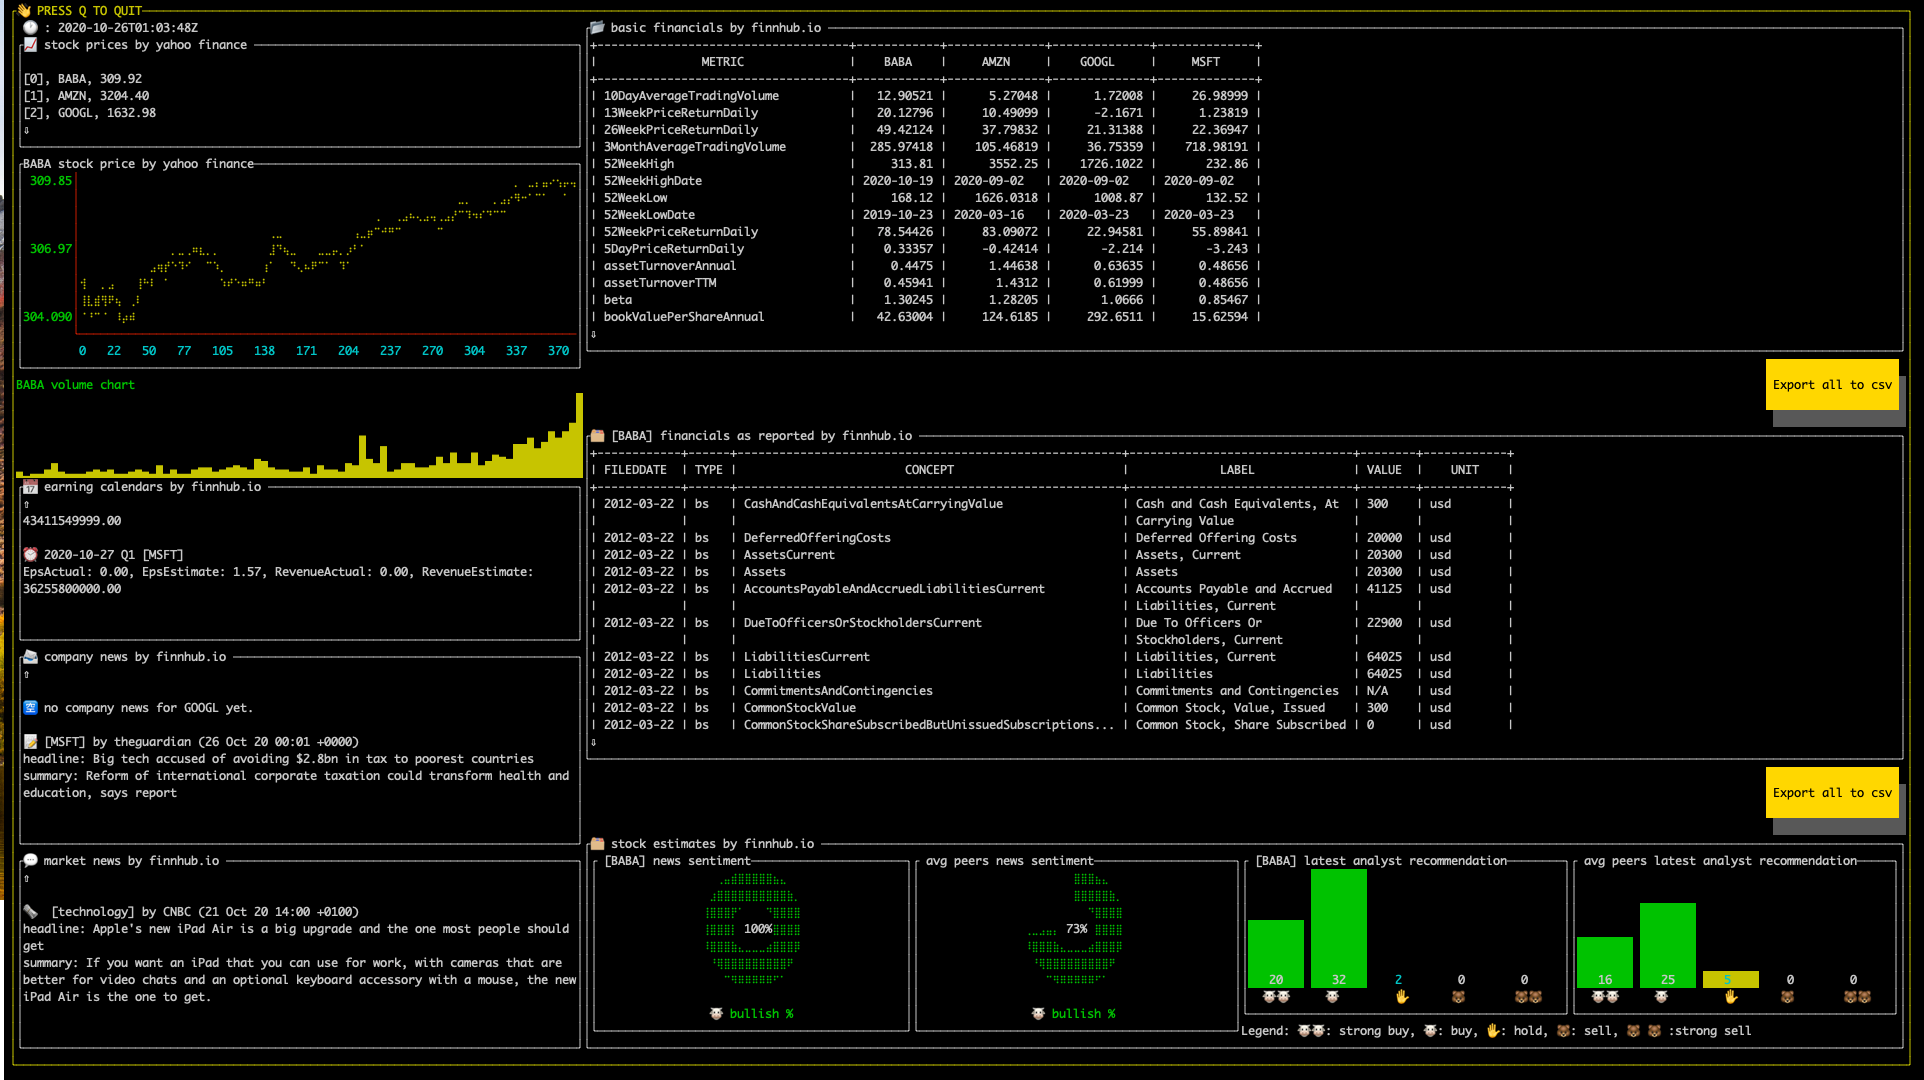 👋 PRESS Q TO QUIT
🕐 : 2020-10-26T01:03:48Z
📈 stock prices by yahoo finance
[0], BABA, 309.92
[1], AMZN, 3204.40
[2], GOOGL, 1632.98
⇩
BABA stock price by yahoo finance
309.85
306.97
304.090
0 22 50 77 105 138 171 204 237 270 304 337 370
BABA volume chart
📅 earning calendars by finnhub.io
⇧
43411549999.00
⏰ 2020-10-27 Q1 [MSFT]
EpsActual: 0.00, EpsEstimate: 1.57, RevenueActual: 0.00, RevenueEstimate:
36255800000.00
company news by finnhub.io
⇧
🈳 no company news for GOOGL yet.
📝 [MSFT] by theguardian (26 Oct 20 00:01 +0000)
headline: Big tech accused of avoiding $2.8bn in tax to poorest countries
summary: Reform of international corporate taxation could transform health and
education, says report
💬 market news by finnhub.io
⇧
[technology] by CNBC (21 Oct 20 14:00 +0100)
headline: Apple's new iPad Air is a big upgrade and the one most people should
get
summary: If you want an iPad that you can use for work, with cameras that are
better for video chats and an optional keyboard accessory with a mouse, the new
iPad Air is the one to get.
📂 basic financials by finnhub.io
| METRIC | BABA | AMZN | GOOGL | MSFT |
| 10DayAverageTradingVolume | 12.90521 | 5.27048 | 1.72008 | 26.98999 |
| 13WeekPriceReturnDaily | 20.12796 | 10.49099 | -2.1671 | 1.23819 |
| 26WeekPriceReturnDaily | 49.42124 | 37.79832 | 21.31388 | 22.36947 |
| 3MonthAverageTradingVolume | 285.97418 | 105.46819 | 36.75359 | 718.98191 |
| 52WeekHigh | 313.81 | 3552.25 | 1726.1022 | 232.86 |
| 52WeekHighDate | 2020-10-19 | 2020-09-02 | 2020-09-02 | 2020-09-02 |
| 52WeekLow | 168.12 | 1626.0318 | 1008.87 | 132.52 |
| 52WeekLowDate | 2019-10-23 | 2020-03-16 | 2020-03-23 | 2020-03-23 |
| 52WeekPriceReturnDaily | 78.54426 | 83.09072 | 22.94581 | 55.89841 |
| 5DayPriceReturnDaily | 0.33357 | -0.42414 | -2.214 | -3.243 |
| assetTurnoverAnnual | 0.4475 | 1.44638 | 0.63635 | 0.48656 |
| assetTurnoverTTM | 0.45941 | 1.4312 | 0.61999 | 0.48656 |
| beta | 1.30245 | 1.28205 | 1.0666 | 0.85467 |
| bookValuePerShareAnnual | 42.63004 | 124.6185 | 292.6511 | 15.62594 |
⇩
Export all to csv
[BABA] financials as reported by finnhub.io
| FILEDDATE | TYPE | CONCEPT | LABEL | VALUE | UNIT |
| 2012-03-22 | bs | CashAndCashEquivalentsAtCarryingValue | Cash and Cash Equivalents, At | 300 | usd |
| | | | Carrying Value | | |
| 2012-03-22 | bs | DeferredOfferingCosts | Deferred Offering Costs | 20000 | usd |
| 2012-03-22 | bs | AssetsCurrent | Assets, Current | 20300 | usd |
| 2012-03-22 | bs | Assets | Assets | 20300 | usd |
| 2012-03-22 | bs | AccountsPayableAndAccruedLiabilitiesCurrent | Accounts Payable and Accrued | 41125 | usd |
| | | | Liabilities, Current | | |
| 2012-03-22 | bs | DueToOfficersOrStockholdersCurrent | Due To Officers Or | 22900 | usd |
| | | | Stockholders, Current | | |
| 2012-03-22 | bs | LiabilitiesCurrent | Liabilities, Current | 64025 | usd |
| 2012-03-22 | bs | Liabilities | Liabilities | 64025 | usd |
| 2012-03-22 | bs | CommitmentsAndContingencies | Commitments and Contingencies | N/A | usd |
| 2012-03-22 | bs | CommonStockValue | Common Stock, Value, Issued | 300 | usd |
| 2012-03-22 | bs | CommonStockShareSubscribedButUnissuedSubscriptions... | Common Stock, Share Subscribed | 0 | usd |
⇩
Export all to csv
stock estimates by finnhub.io
[BABA] news sentiment
100%
🐮 bullish %
avg peers news sentiment
73%
🐮 bullish %
[BABA] latest analyst recommendation
20 32 2 0 0
🐮🐮 🐮 ✋ 🐻 🐻🐻
avg peers latest analyst recommendation
16 25 5 0 0
🐮🐮 🐮 ✋ 🐻 🐻🐻
Legend: 🐮🐮: strong buy, 🐮: buy, ✋: hold, 🐻: sell, 🐻 🐻 :strong sell